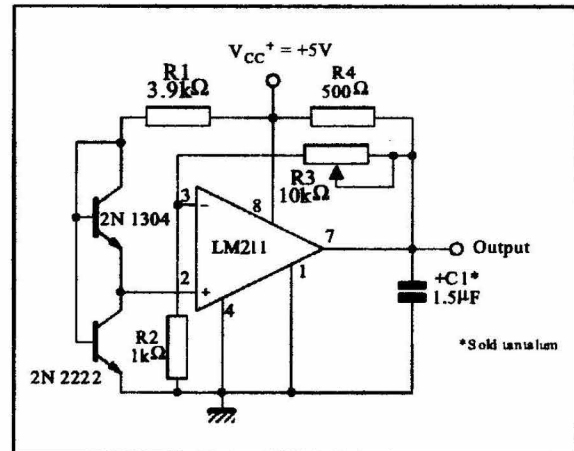 V_CC⁺ = +5V
R1
3.9kΩ
R4
500Ω
R3
10kΩ
3
8
2N 1304
LM211
7
Output
1
2
+C1*
1.5µF
4
R2
1kΩ
*Sold tantalum
2N 2222